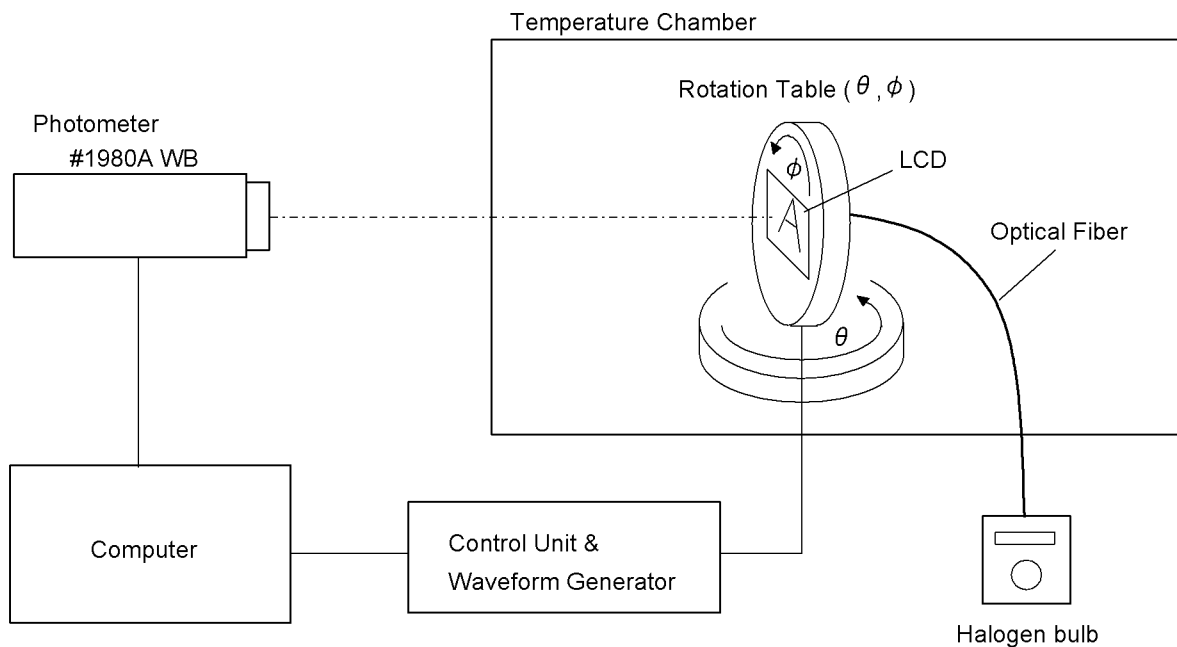 Temperature Chamber
Rotation Table ( θ , ϕ )
Photometer
#1980A WB
LCD
ϕ
A
Optical Fiber
θ
Computer
Control Unit &
Waveform Generator
Halogen bulb